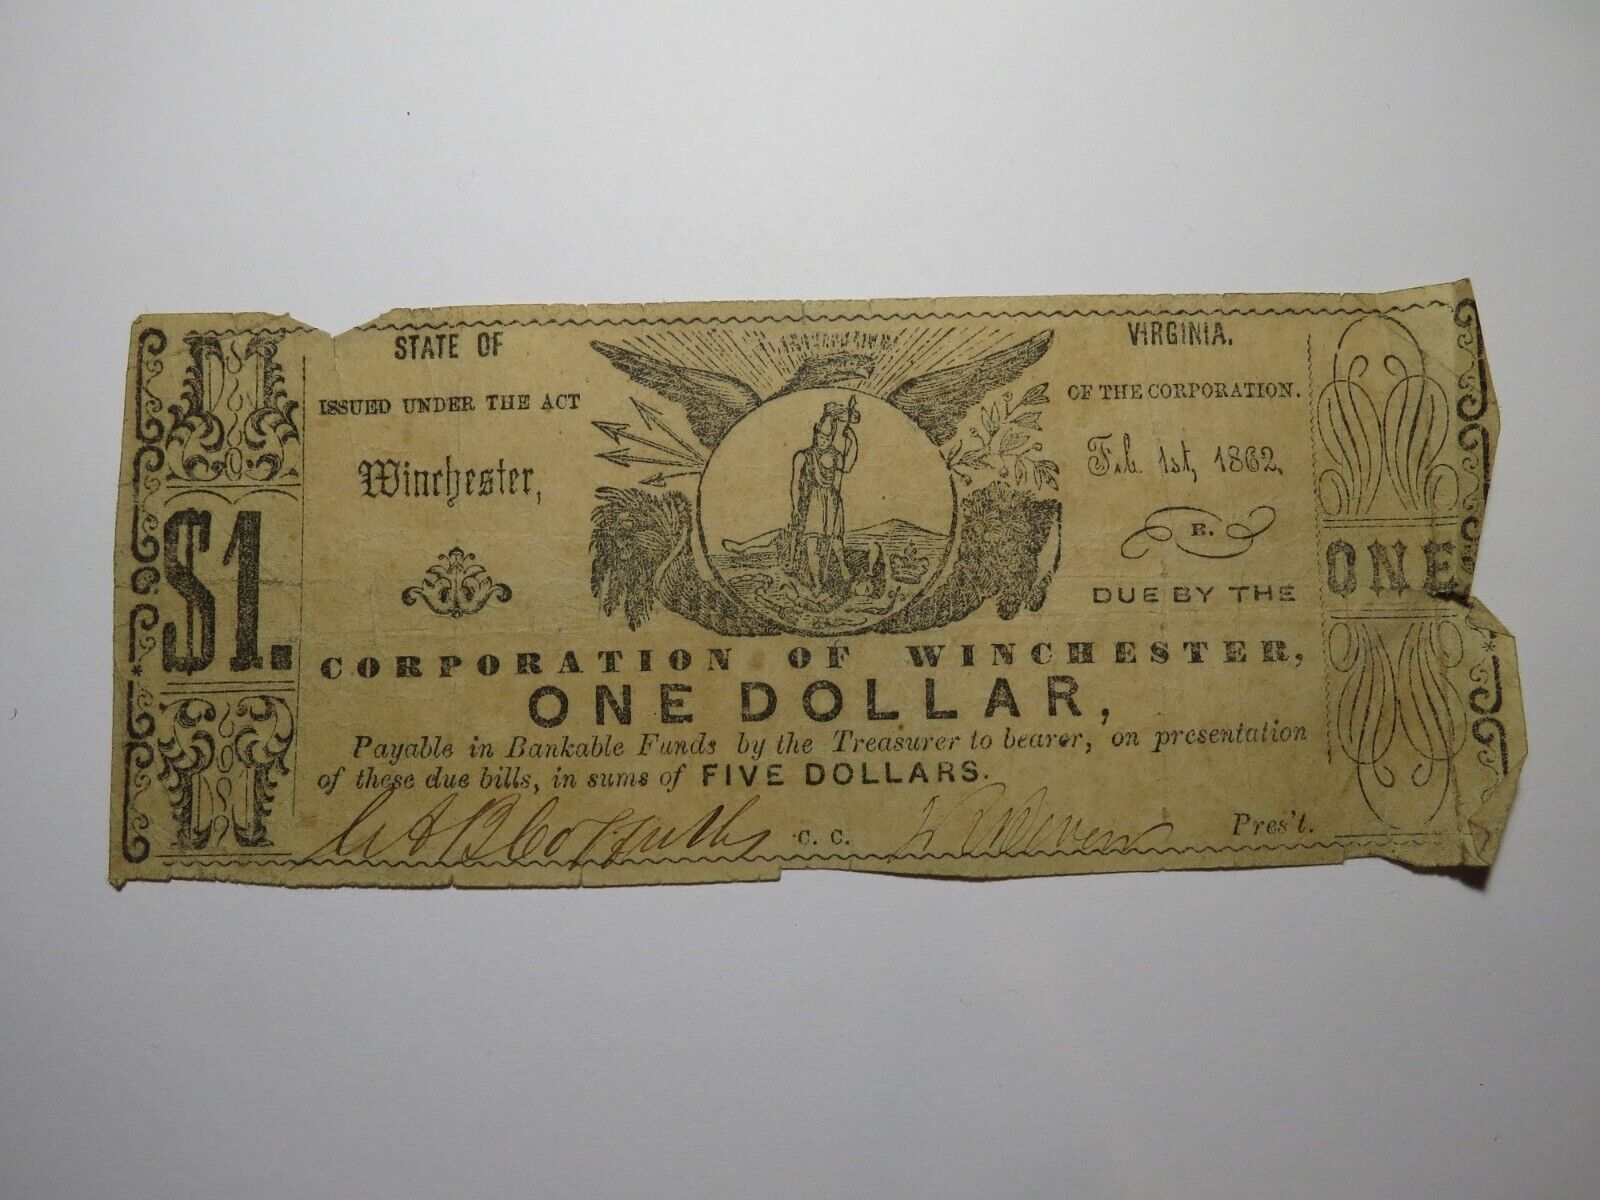 STATE OF VIRGINIA.
ISSUED UNDER THE ACT OF THE CORPORATION.
Winchester, Feb. 1st, 1862.
$1.
R.
ONE
DUE BY THE
CORPORATION OF WINCHESTER,
ONE DOLLAR,
Payable in Bankable Funds by the Treasurer to bearer, on presentation
of these due bills, in sums of FIVE DOLLARS.
C. C. Pres't.